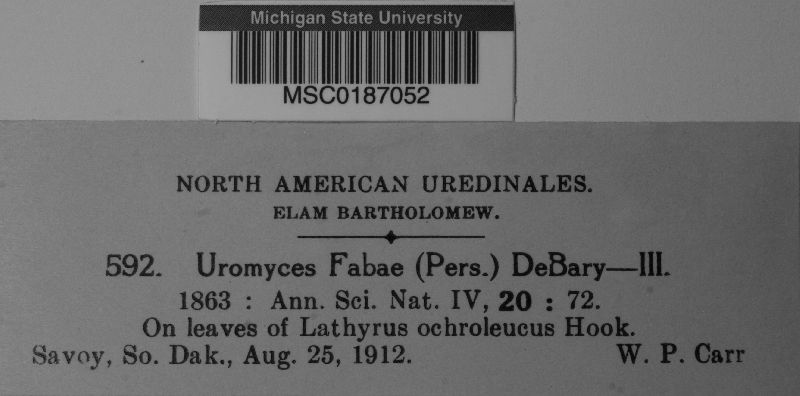 Michigan State University
MSC0187052
NORTH AMERICAN UREDINALES.
ELAM BARTHOLOMEW.
592. Uromyces Fabae (Pers.) DeBary—III.
1863 : Ann. Sci. Nat. IV, 20 : 72.
On leaves of Lathyrus ochroleucus Hook.
Savoy, So. Dak., Aug. 25, 1912. W. P. Carr